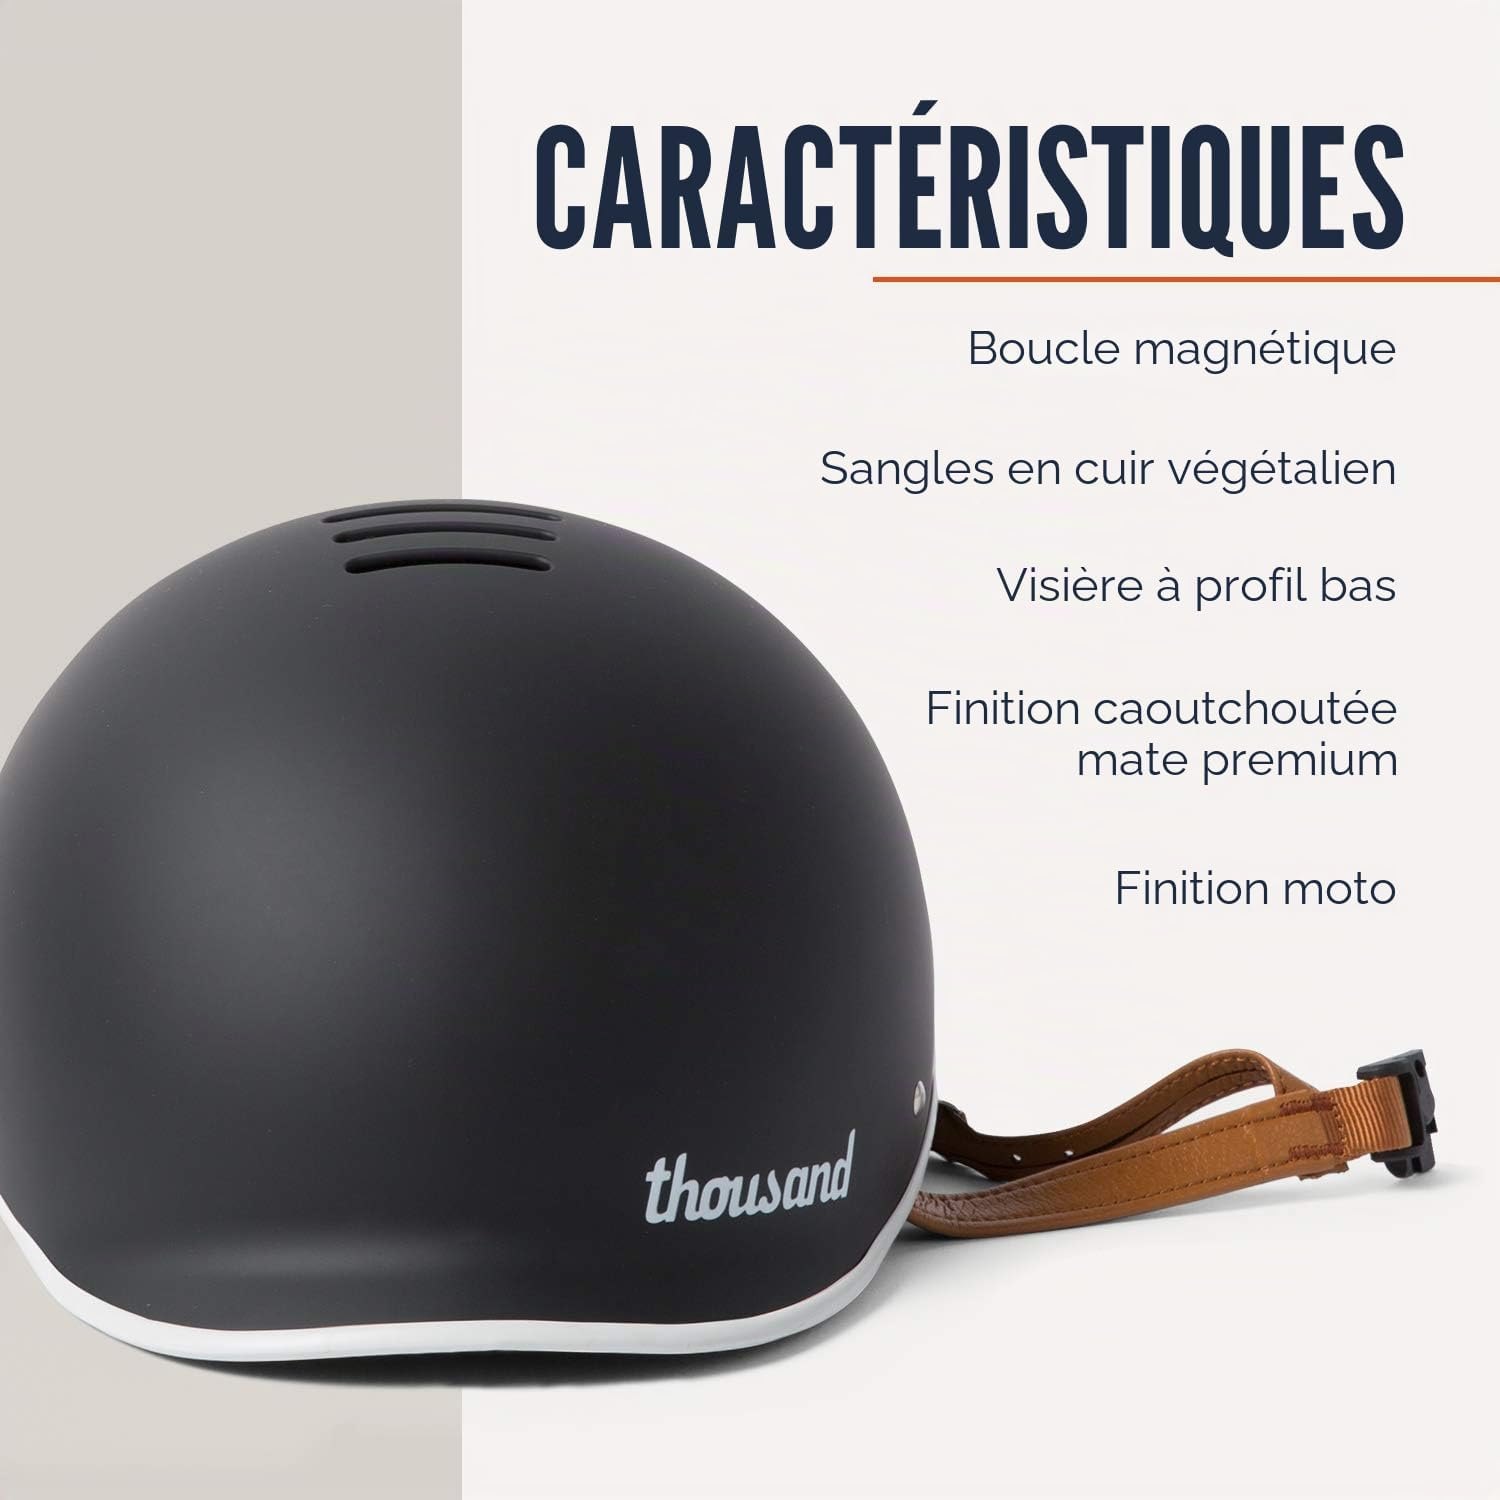 CARACTÉRISTIQUES
Boucle magnétique
Sangles en cuir végétalien
Visière à profil bas
Finition caoutchoutée
mate premium
Finition moto
thousand